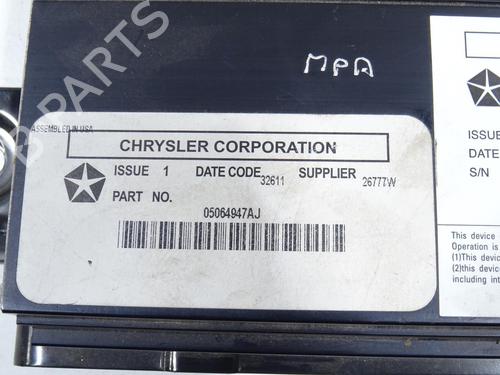 MPA
ASSEMBLED IN USA
CHRYSLER CORPORATION
ISSUE 1 DATE CODE 32611 SUPPLIER 26777W
PART NO.
05064947AJ
ISSUE
DATE
S/N
This device
Operation is
(1)This device
(2)this device
including int
B-PARTS